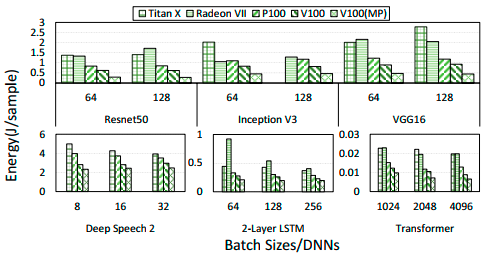 Titan X Radeon VII P100 V100 V100(MP)
3
2.5
2
1.5
1
0.5
0
64 128 64 128 64 128
Resnet50 Inception V3 VGG16
Energy(J/sample)
6 1 0.03
4 0.5 0.02
2 0.01
0 0 0
8 16 32 64 128 256 1024 2048 4096
Deep Speech 2 2-Layer LSTM Transformer
Batch Sizes/DNNs